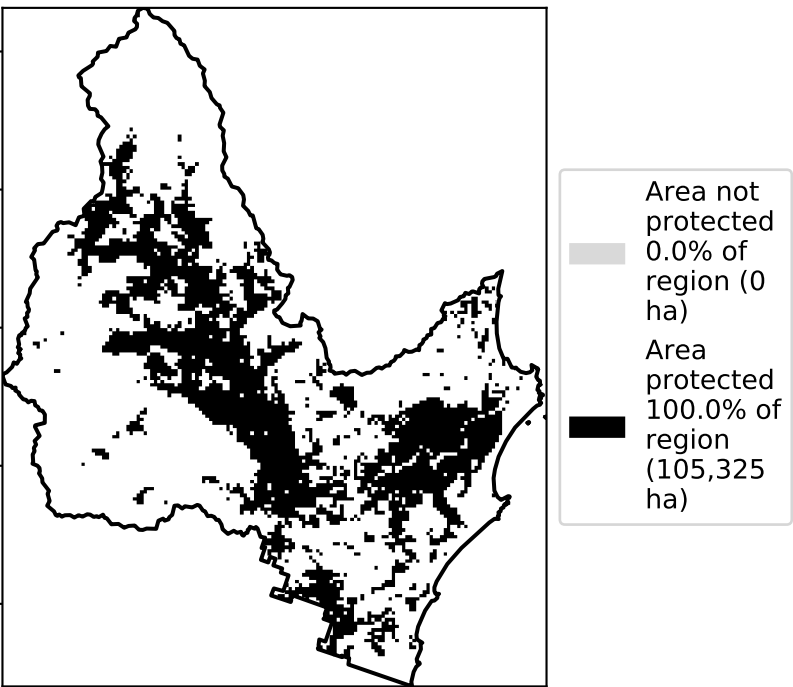 Area not
protected
0.0% of
region (0
ha)
Area
protected
100.0% of
region
(105,325
ha)